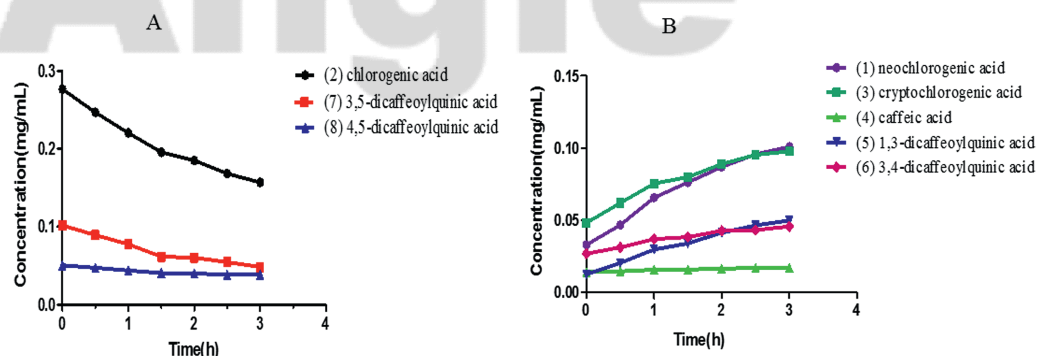 Angle
A
B
0.3
0.2
0.1
0.0
0
1
2
3
4
Concentration(mg/mL)
Time(h)
(2) chlorogenic acid
(7) 3,5-dicaffeoylquinic acid
(8) 4,5-dicaffeoylquinic acid
0.15
0.10
0.05
0.00
0
1
2
3
4
Concentration(mg/mL)
Time(h)
(1) neochlorogenic acid
(3) cryptochlorogenic acid
(4) caffeic acid
(5) 1,3-dicaffeoylquinic acid
(6) 3,4-dicaffeoylquinic acid